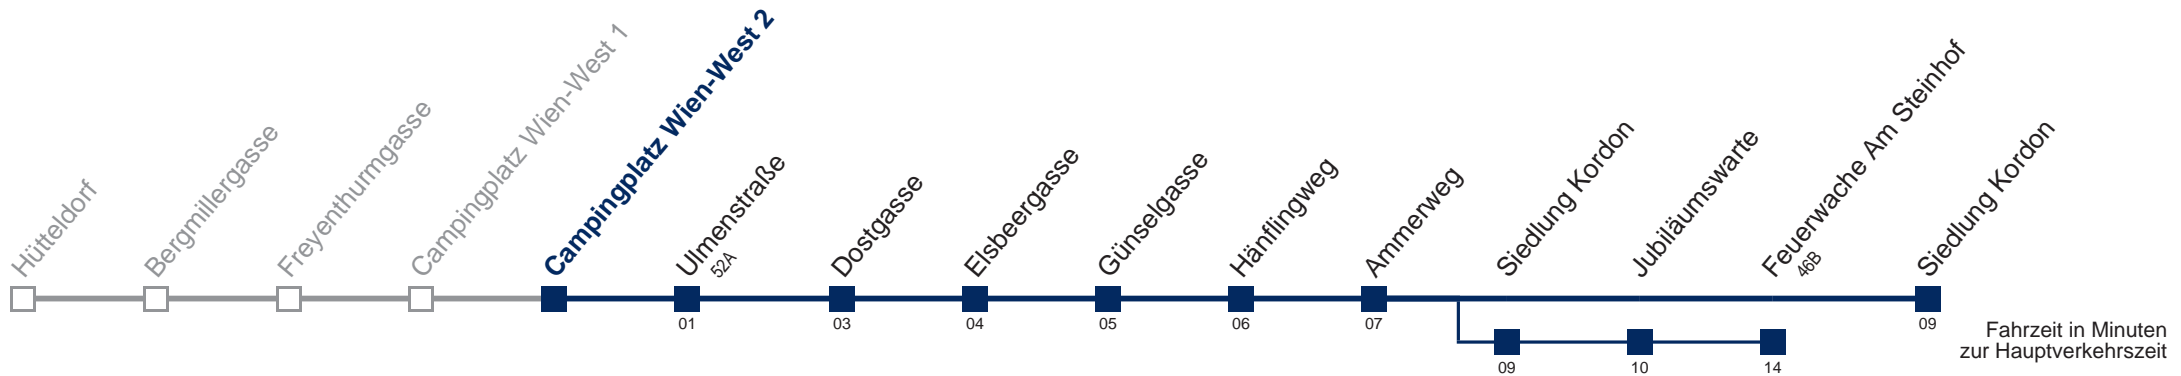 Hütteldorf
Bergmillergasse
Freyenthurmgasse
Campingplatz Wien-West 1
Campingplatz Wien-West 2
Ulmenstraße
52A
Dostgasse
Elsbeergasse
Günselgasse
Hänflingweg
Ammerweg
Siedlung Kordon
Jubiläumswarte
Feuerwache Am Steinhof
46B
Siedlung Kordon
01
03
04
05
06
07
09
09
10
14
Fahrzeit in Minuten
zur Hauptverkehrszeit